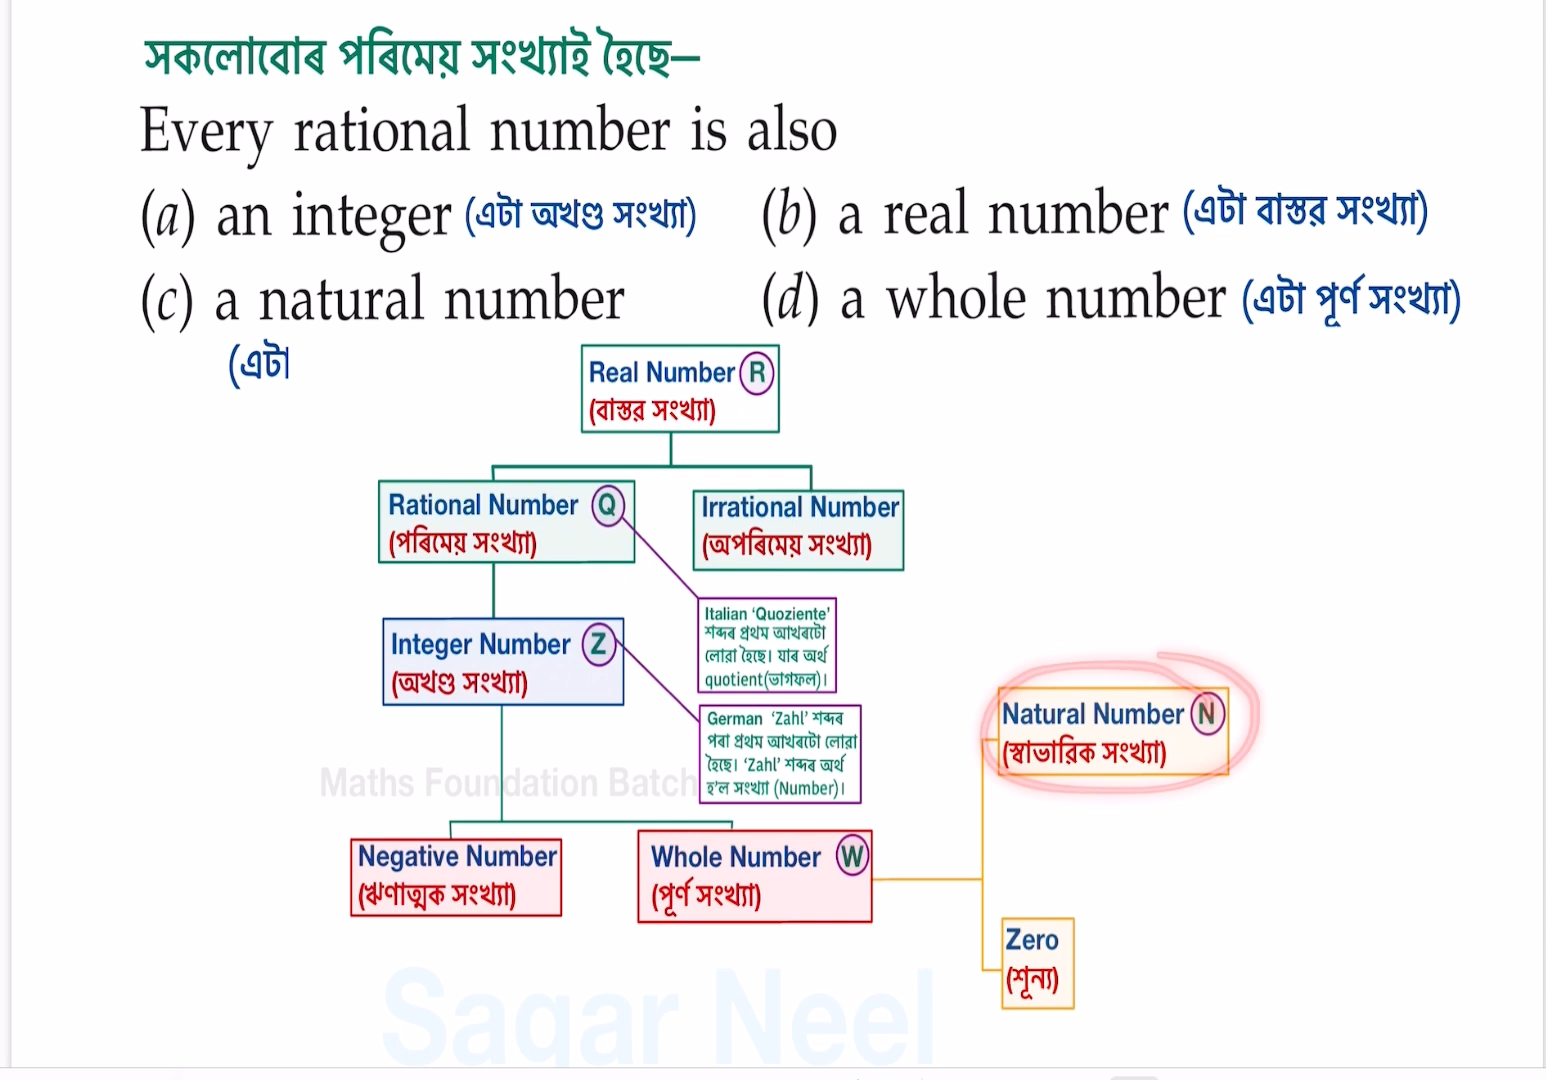 সকলোবোৰ পৰিমেয় সংখ্যাই হৈছে—
Every rational number is also
(a) an integer (এটা অখণ্ড সংখ্যা)
(b) a real number (এটা বাস্তৱ সংখ্যা)
(c) a natural number
(d) a whole number (এটা পূৰ্ণ সংখ্যা)
(এটা
Real Number R
(বাস্তৱ সংখ্যা)
Rational Number Q
(পৰিমেয় সংখ্যা)
Irrational Number
(অপৰিমেয় সংখ্যা)
Italian ‘Quoziente’
শব্দৰ প্ৰথম আখৰটো
লোৱা হৈছে। যাৰ অৰ্থ
quotient(ভাগফল)।
Integer Number Z
(অখণ্ড সংখ্যা)
German ‘Zahl’ শব্দৰ
পৰা প্ৰথম আখৰটো লোৱা
হৈছে। ‘Zahl’ শব্দৰ অৰ্থ
হ’ল সংখ্যা (Number)।
Natural Number N
(স্বাভাৱিক সংখ্যা)
Maths Foundation Batch
Negative Number
(ঋণাত্মক সংখ্যা)
Whole Number W
(পূৰ্ণ সংখ্যা)
Zero
(শূন্য)
Sagar Neel